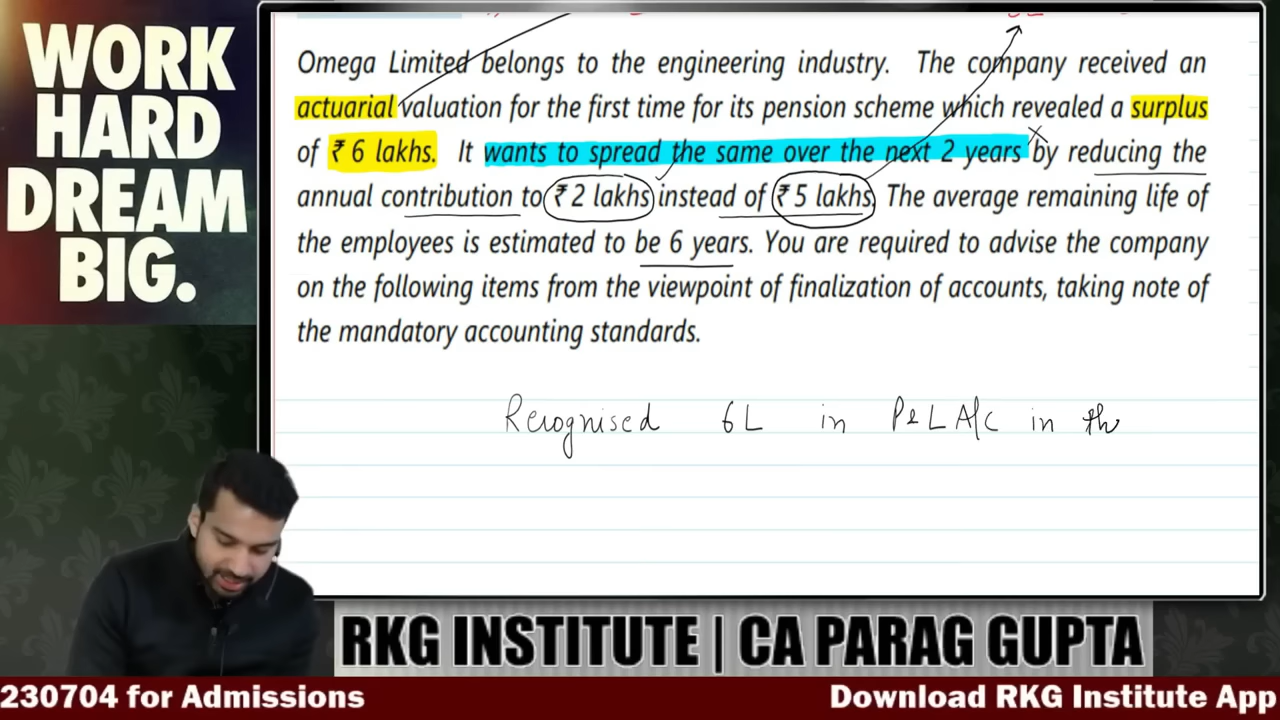 WORK
HARD
DREAM
BIG.
Omega Limited belongs to the engineering industry. The company received an
actuarial valuation for the first time for its pension scheme which revealed a surplus
of ₹ 6 lakhs. It wants to spread the same over the next 2 years by reducing the
annual contribution to ₹ 2 lakhs instead of ₹ 5 lakhs. The average remaining life of
the employees is estimated to be 6 years. You are required to advise the company
on the following items from the viewpoint of finalization of accounts, taking note of
the mandatory accounting standards.
Recognised 6L in P&L A/c in the
RKG INSTITUTE | CA PARAG GUPTA
230704 for Admissions
Download RKG Institute App